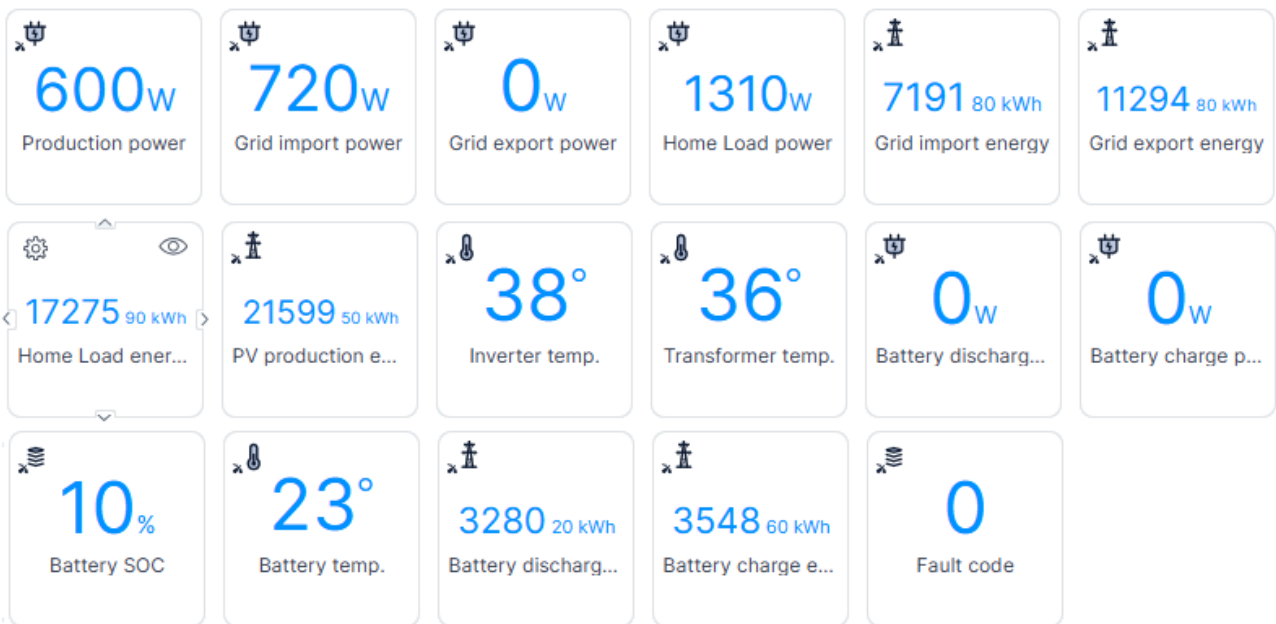 600W
Production power
720W
Grid import power
0W
Grid export power
1310W
Home Load power
7191 80 kWh
Grid import energy
11294 80 kWh
Grid export energy
17275 90 kWh
Home Load ener...
21599 50 kWh
PV production e...
38°
Inverter temp.
36°
Transformer temp.
0W
Battery discharg...
0W
Battery charge p...
10%
Battery SOC
23°
Battery temp.
3280 20 kWh
Battery discharg...
3548 60 kWh
Battery charge e...
0
Fault code